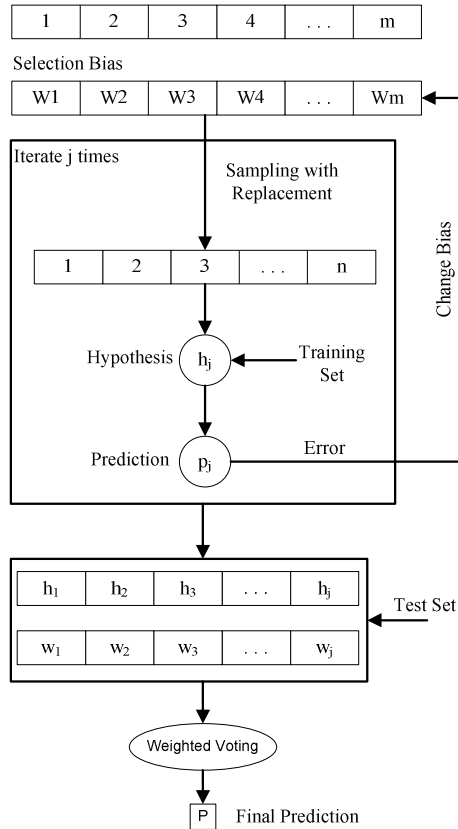 1 2 3 4 . . . m
Selection Bias
W1 W2 W3 W4 . . . Wm
Iterate j times
Sampling with
Replacement
1 2 3 . . . n
Change Bias
Hypothesis
hj
Training
Set
Prediction
pj
Error
h1 h2 h3 . . . hj
Test Set
w1 w2 w3 . . . wj
Weighted Voting
P
Final Prediction